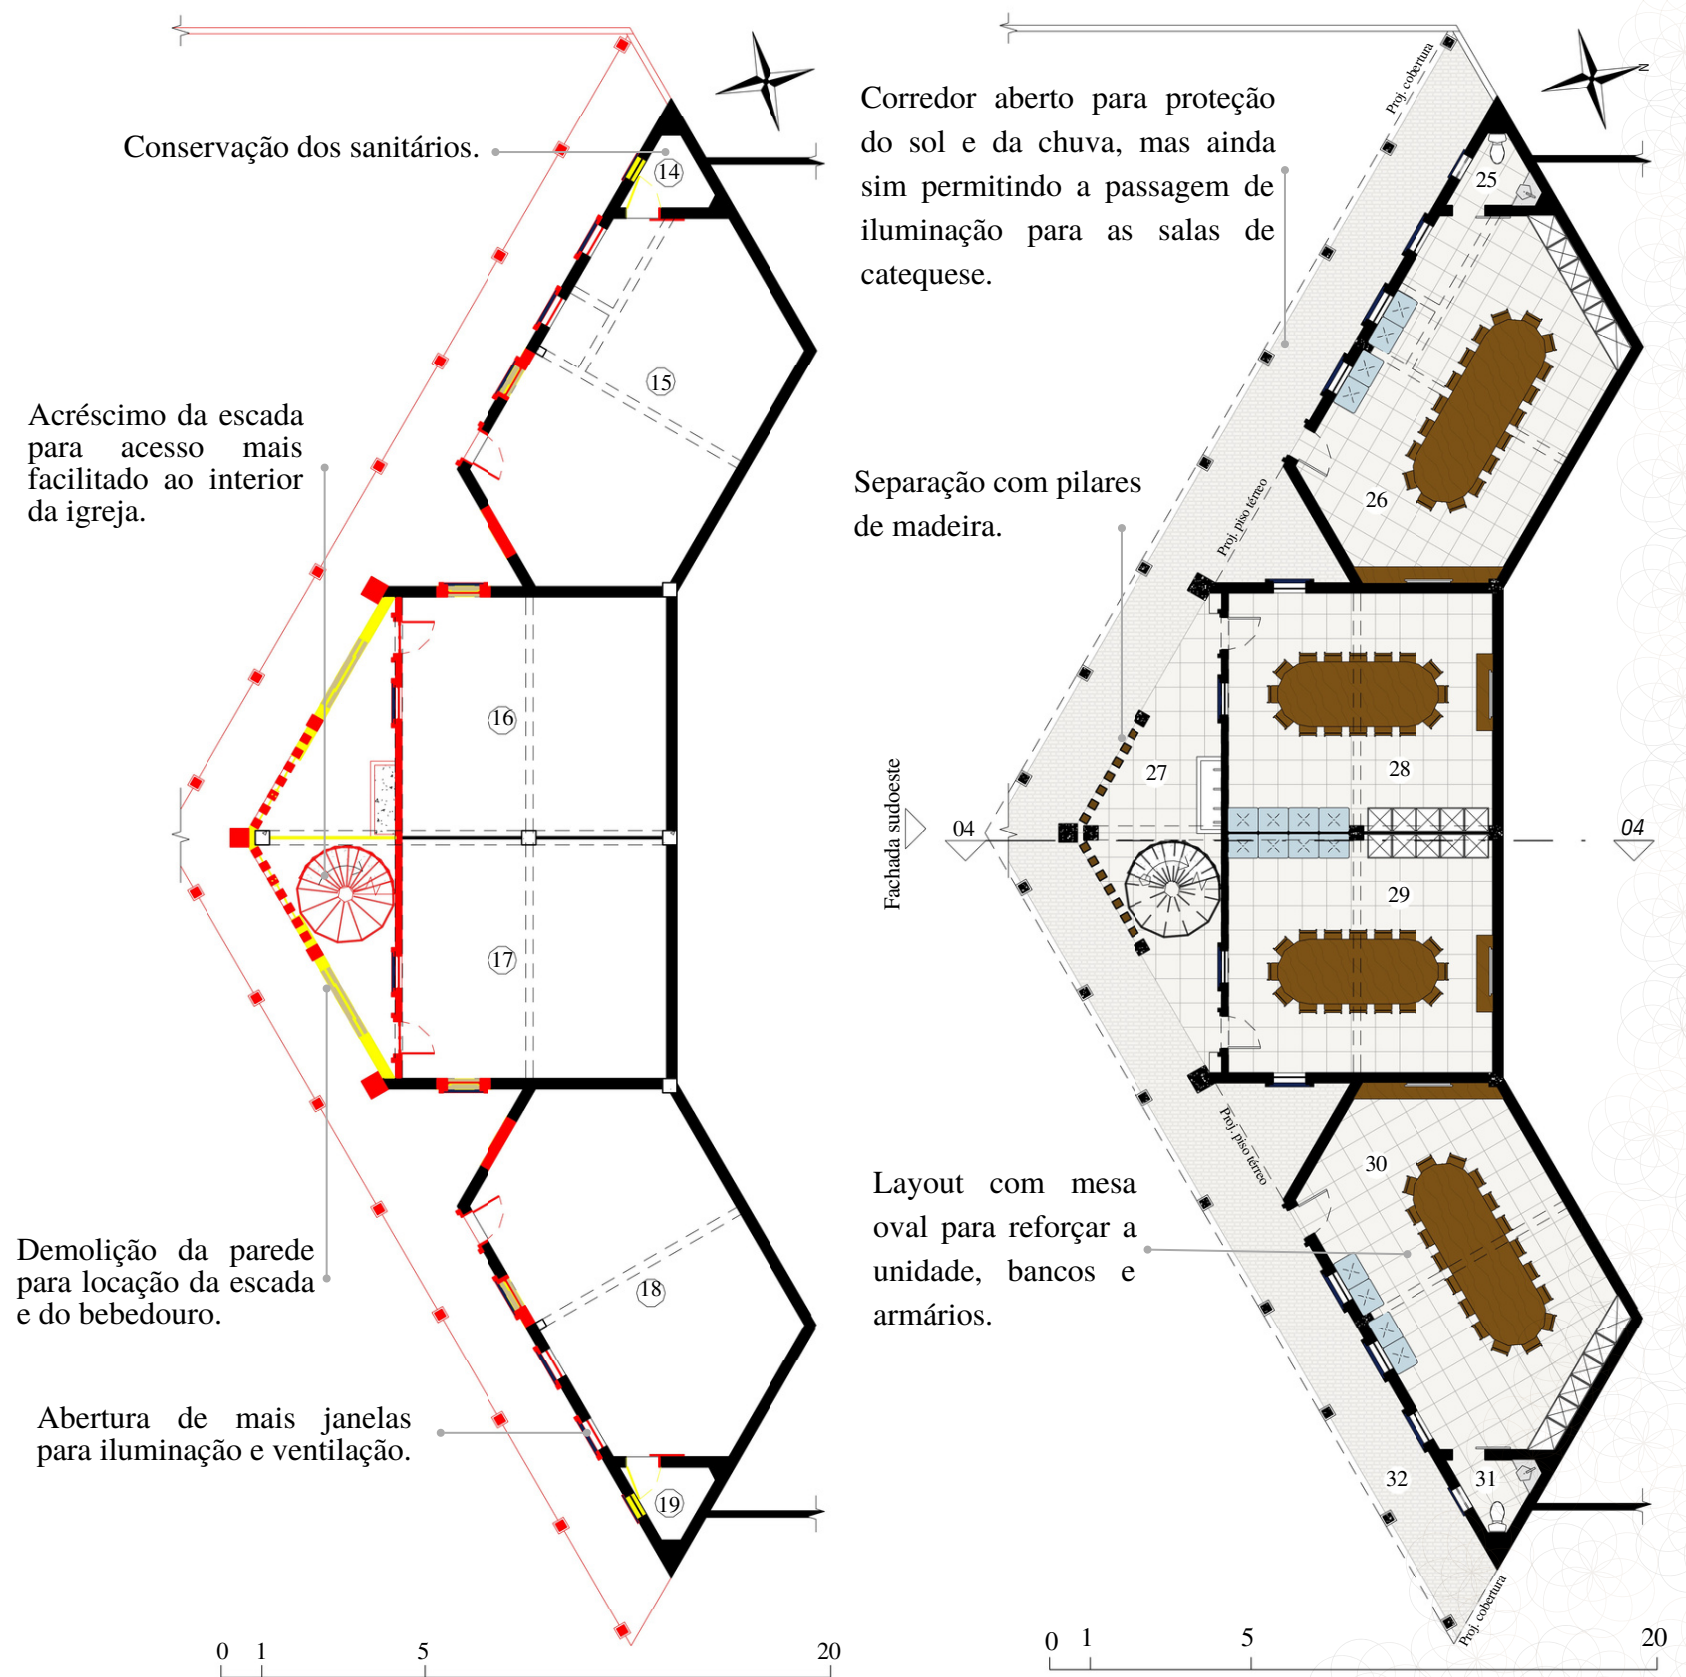 Conservação dos sanitários.
14
15
Acréscimo da escada
para acesso mais
facilitado ao interior
da igreja.
16
17
Demolição da parede
para locação da escada
e do bebedouro.
18
Abertura de mais janelas
para iluminação e ventilação.
19
0 1 5 20
N
Proj. cobertura
Corredor aberto para proteção
do sol e da chuva, mas ainda
sim permitindo a passagem de
iluminação para as salas de
catequese.
25
26
Separação com pilares
de madeira.
Proj. piso térreo
27
28
Fachada sudoeste
04
04
29
Proj. piso térreo
30
Layout com mesa
oval para reforçar a
unidade, bancos e
armários.
32
31
Proj. cobertura
0 1 5 20